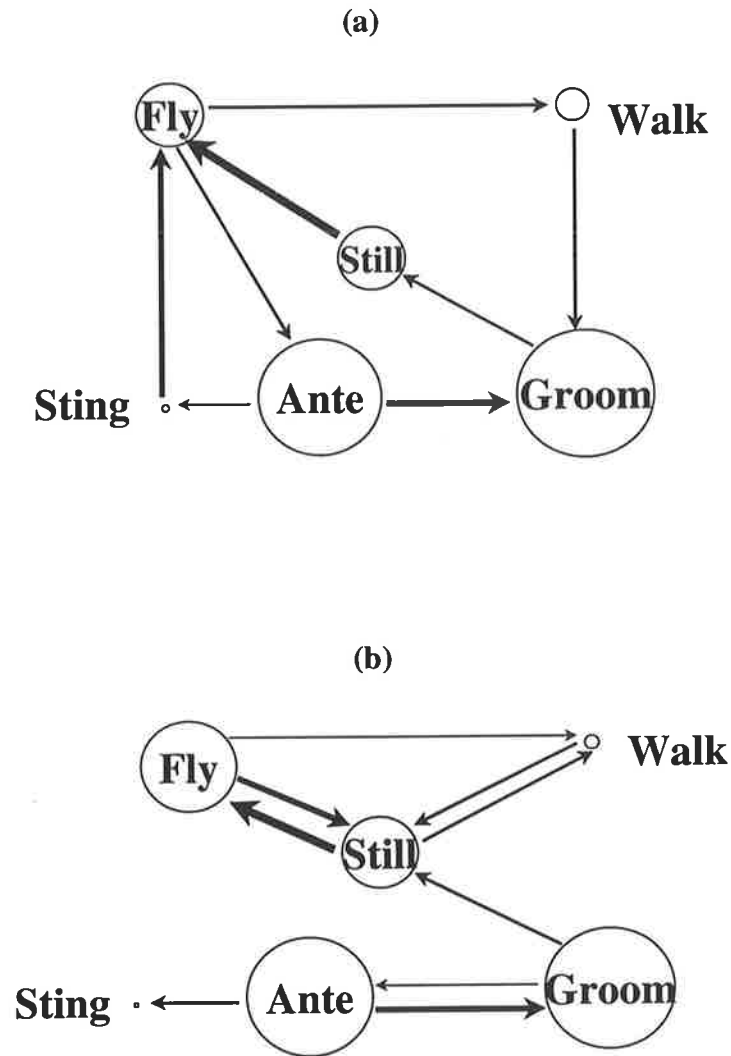 (a)
Fly
Walk
Still
Sting
Ante
Groom
(b)
Fly
Walk
Still
Sting
Ante
Groom